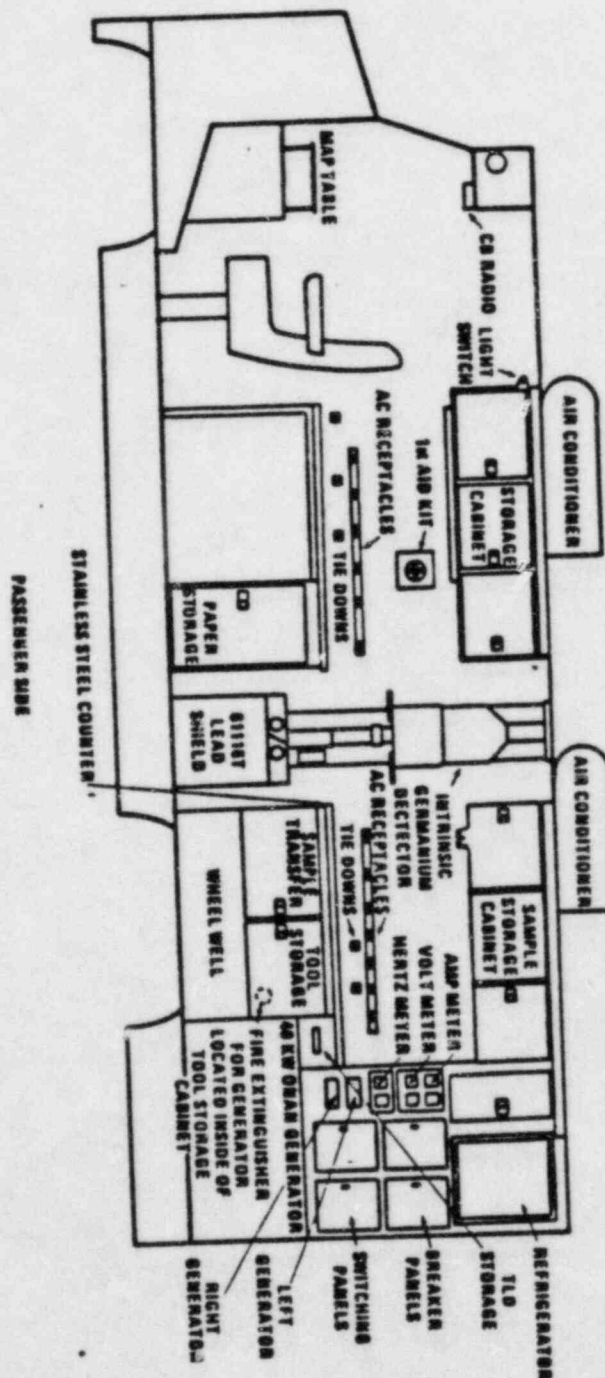 AIR CONDITIONER
AIR CONDITIONER
CB RADIO
LIGHT
SWITCH
MAP TABLE
STORAGE
CABINET
1st AID KIT
AC RECEPTACLES
TIE DOWNS
PAPER
STORAGE
LEAD
SHIELD
INTRINSIC
GERMANIUM
DECTECTOR
AC RECEPTACLES
TIE DOWNS
SAMPLE
STORAGE
CABINET
AMP METER
VOLT METER
HERTZ MEYER
SAMPLE
TRANSFER
TOOL
STORAGE
WHEEL WELL
REFRIGERATOR
TLD
STORAGE
BREAKER
PANELS
SWITCHING
PANELS
LEFT
GENERATOR
RIGHT
GENERATOR
KW ONAN GENERATOR
FIRE EXTINGUISHER
FOR GENERATOR
LOCATED INSIDE OF
TOOL STORAGE
CABINET
STAINLESS STEEL COUNTER
PASSENGER SIDE